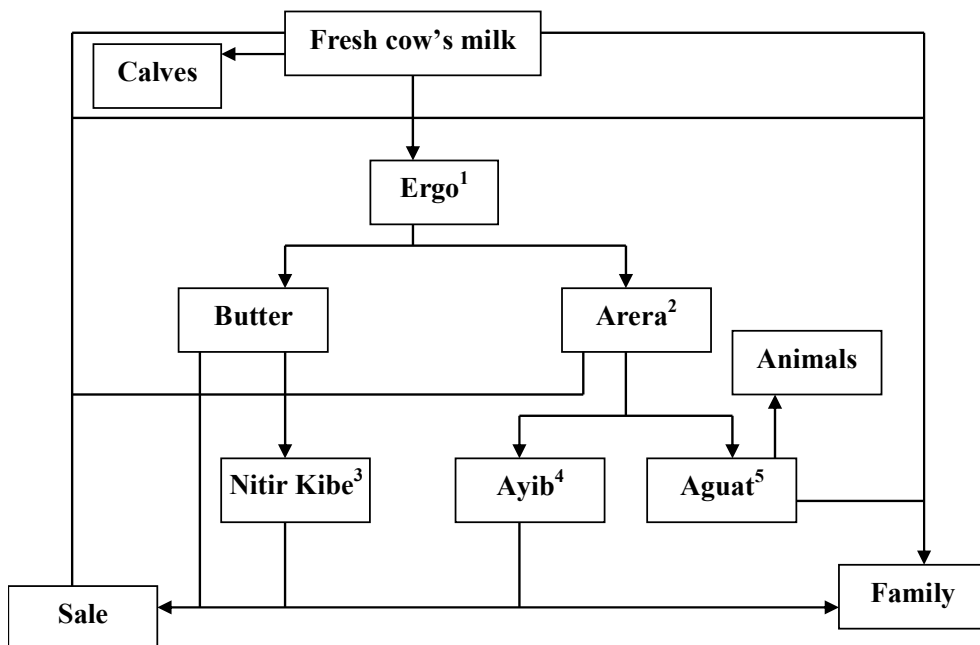 Fresh cow’s milk
Calves
Ergo¹
Butter
Arera²
Animals
Nitir Kibe³
Ayib⁴
Aguat⁵
Sale
Family